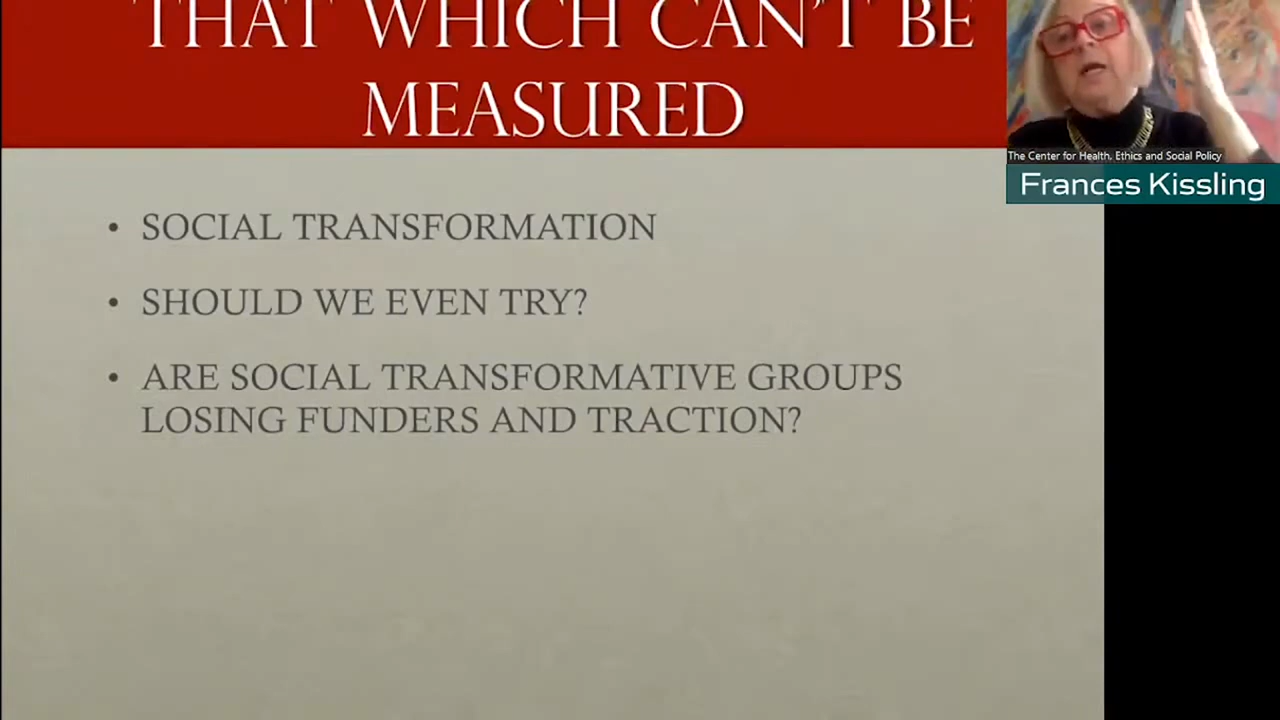 THAT WHICH CAN'T BE
MEASURED
• SOCIAL TRANSFORMATION
• SHOULD WE EVEN TRY?
• ARE SOCIAL TRANSFORMATIVE GROUPS
LOSING FUNDERS AND TRACTION?
The Center for Health, Ethics and Social Policy
Frances Kissling